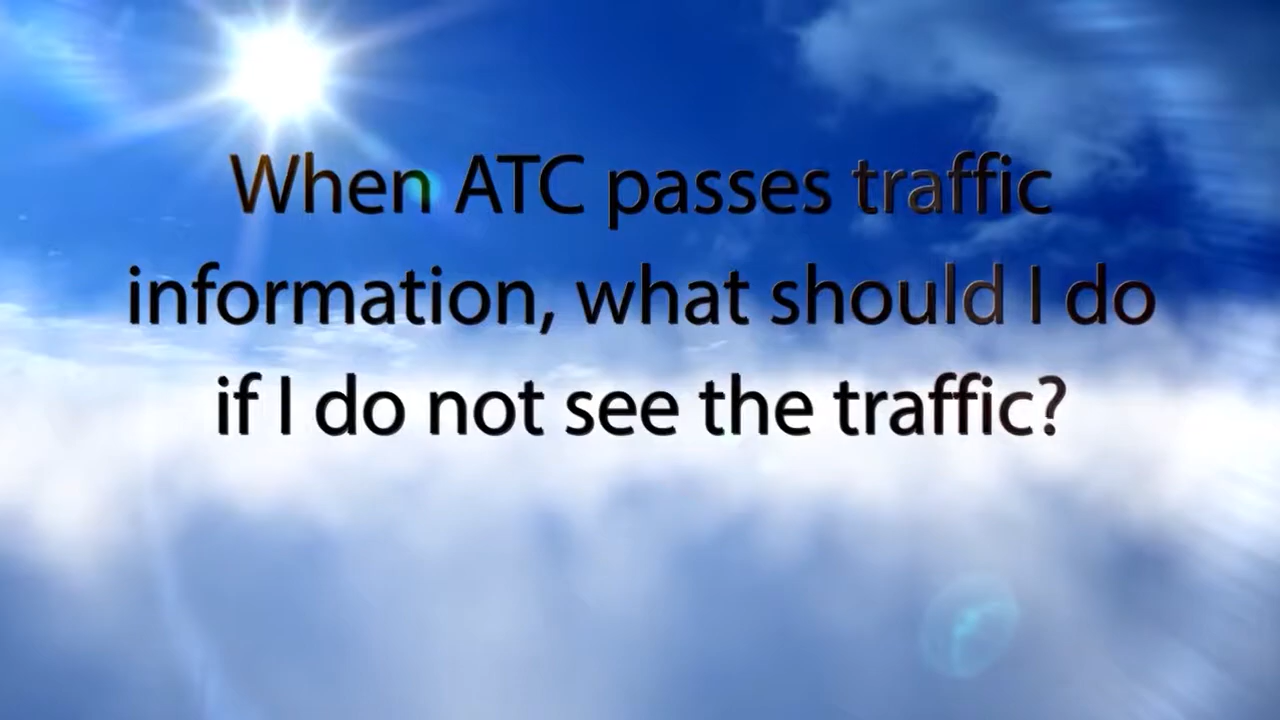 When ATC passes traffic
information, what should I do
if I do not see the traffic?